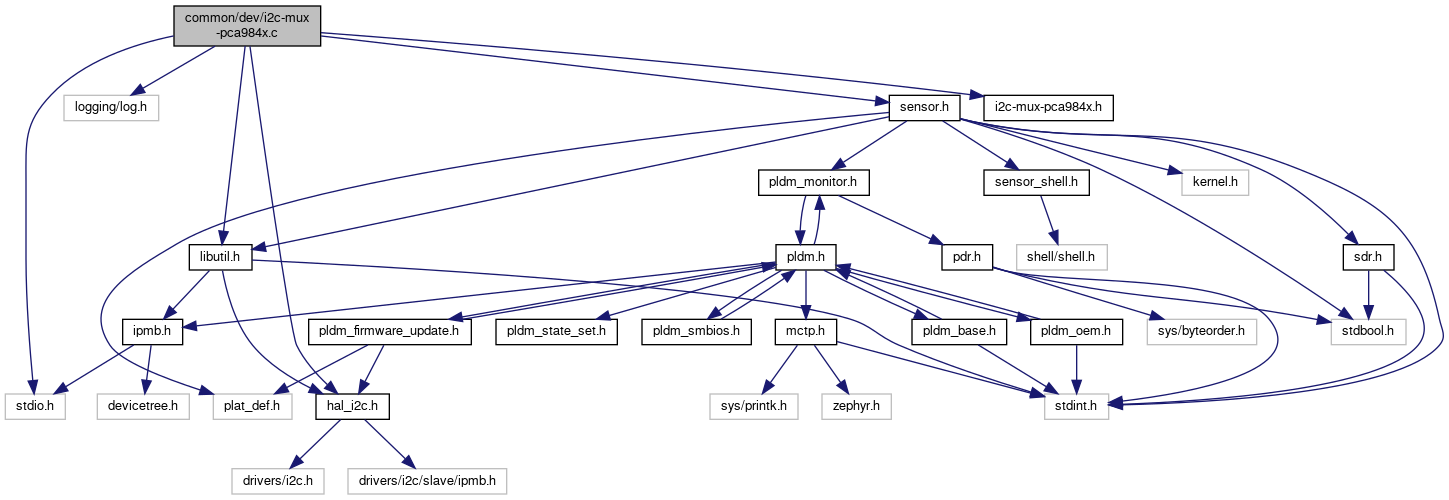 common/dev/i2c-mux
-pca984x.c
logging/log.h
sensor.h
i2c-mux-pca984x.h
pldm_monitor.h
sensor_shell.h
kernel.h
libutil.h
pldm.h
pdr.h
shell/shell.h
sdr.h
ipmb.h
pldm_firmware_update.h
pldm_state_set.h
pldm_smbios.h
mctp.h
pldm_base.h
pldm_oem.h
sys/byteorder.h
stdbool.h
stdio.h
devicetree.h
plat_def.h
hal_i2c.h
sys/printk.h
zephyr.h
stdint.h
drivers/i2c.h
drivers/i2c/slave/ipmb.h